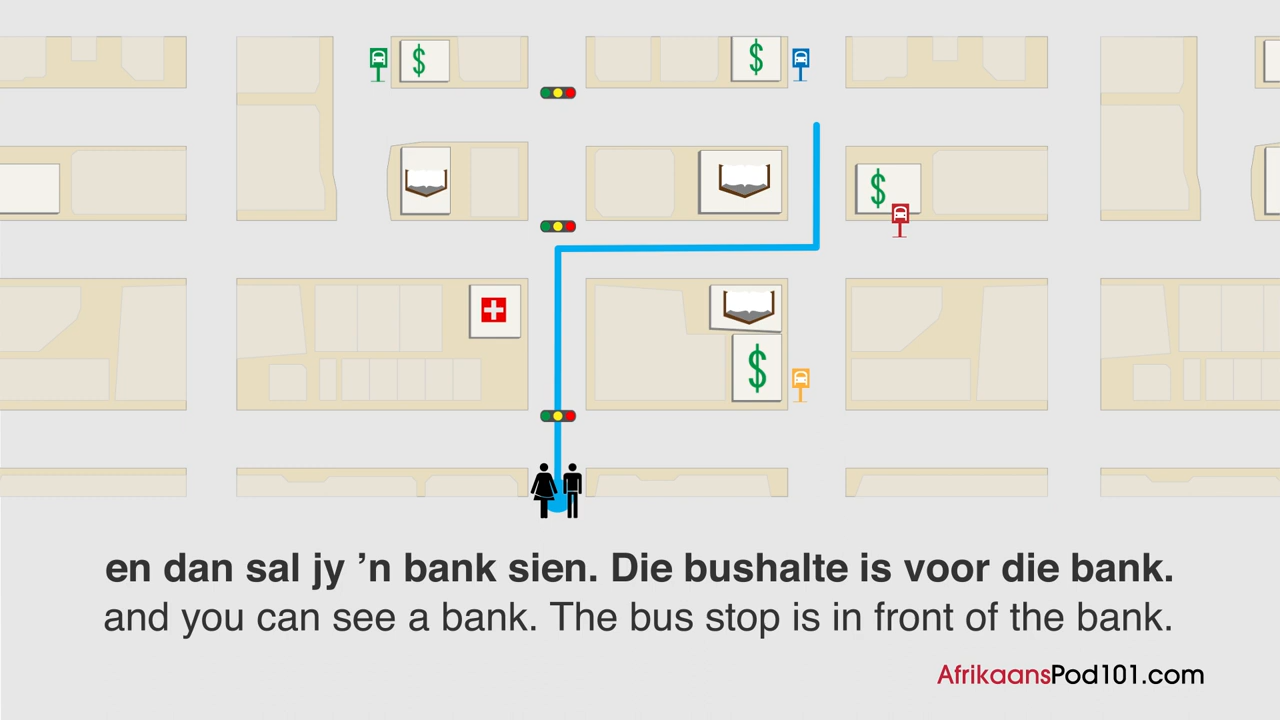 $ $
$
$
en dan sal jy ’n bank sien. Die bushalte is voor die bank.
and you can see a bank. The bus stop is in front of the bank.
AfrikaansPod101.com